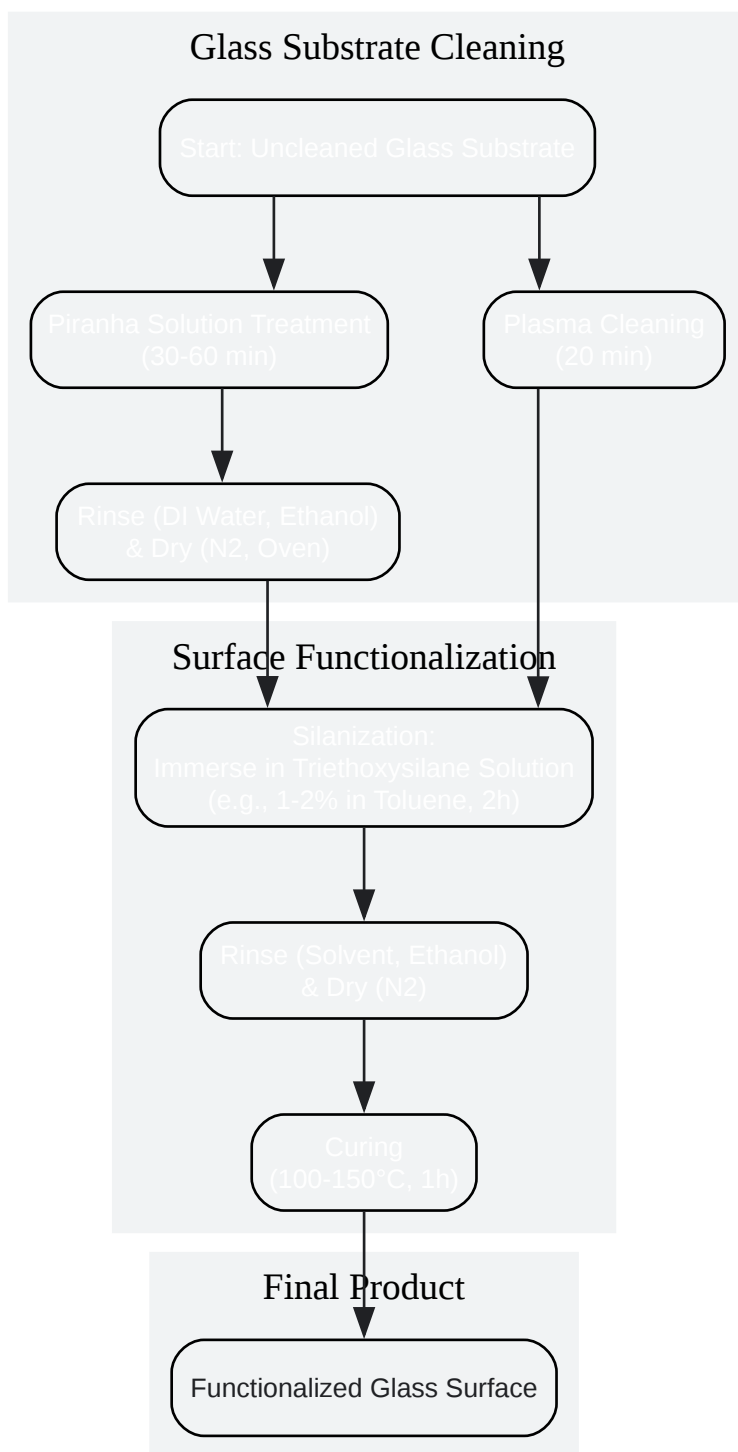 Glass Substrate Cleaning
Start: Uncleaned Glass Substrate
Piranha Solution Treatment
(30-60 min)
Plasma Cleaning
(20 min)
Rinse (DI Water, Ethanol)
& Dry (N2, Oven)
Surface Functionalization
Silanization:
Immerse in Triethoxysilane Solution
(e.g., 1-2% in Toluene, 2h)
Rinse (Solvent, Ethanol)
& Dry (N2)
Curing
(100-150°C, 1h)
Final Product
Functionalized Glass Surface